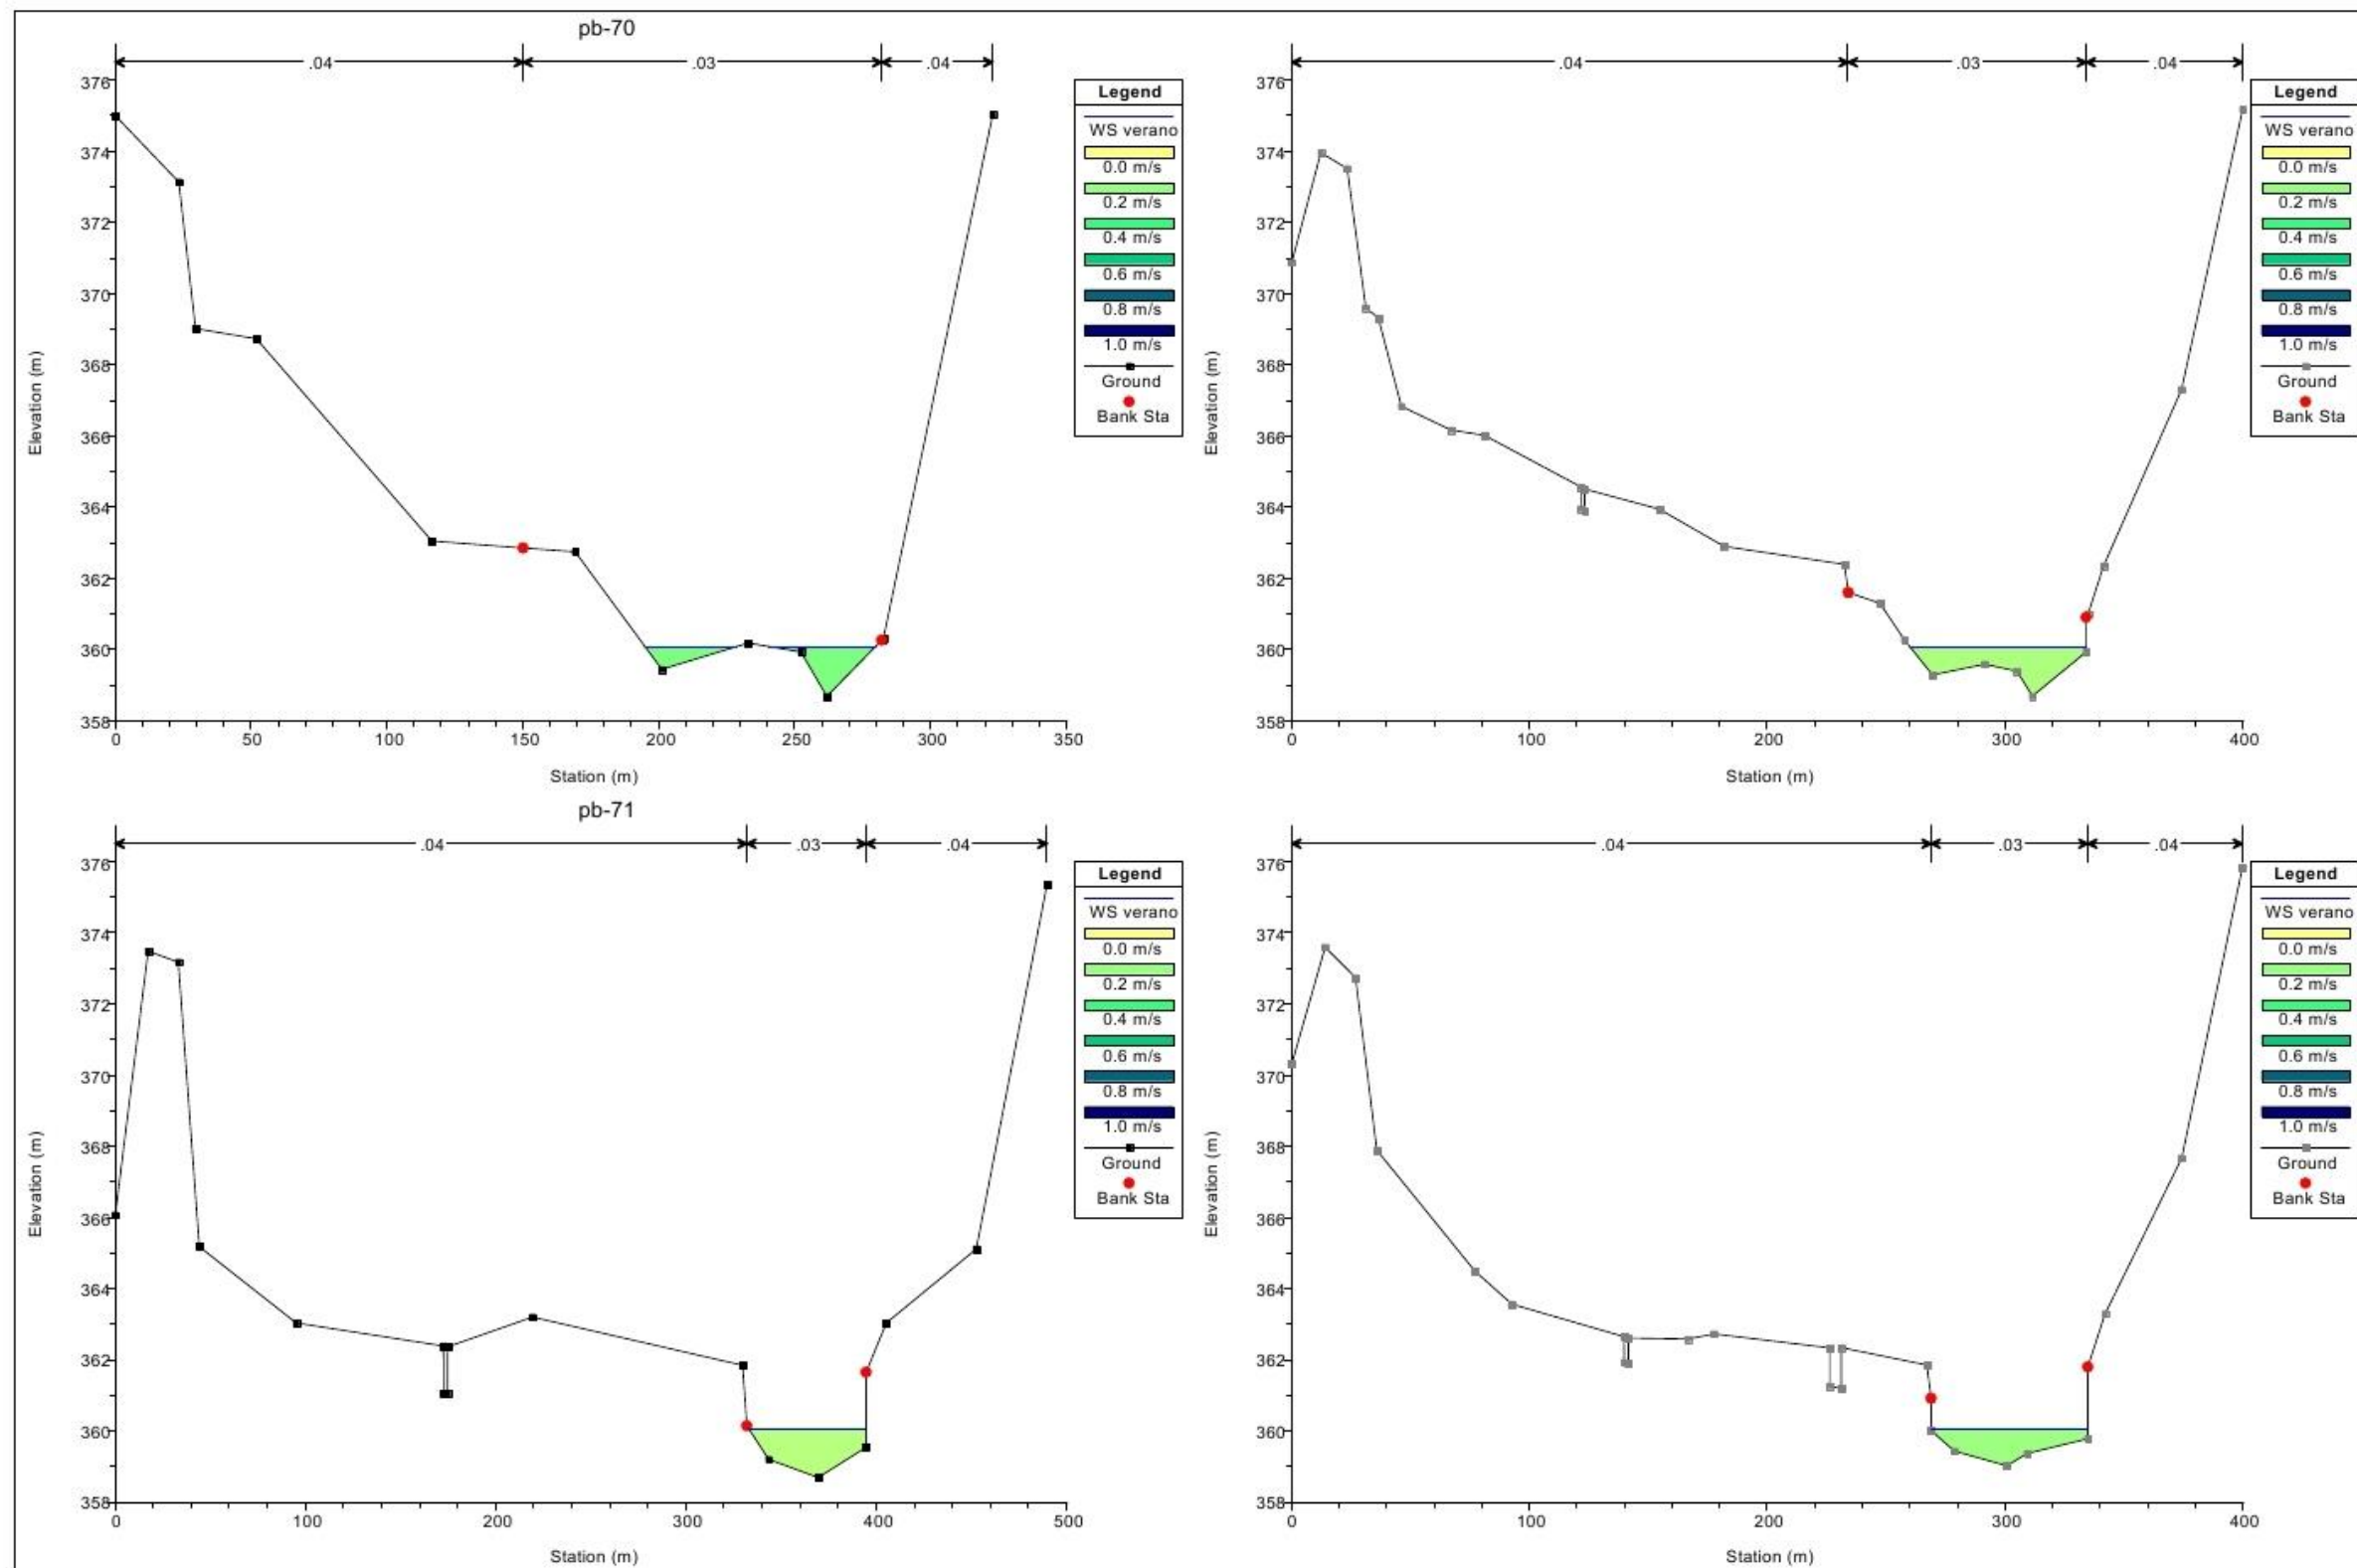 pb-70
.04 .03 .04
376
374
372
370
368
366
364
362
360
358
Elevation (m)
0 50 100 150 200 250 300 350
Station (m)
Legend
WS verano
0.0 m/s
0.2 m/s
0.4 m/s
0.6 m/s
0.8 m/s
1.0 m/s
Ground
Bank Sta
.04 .03 .04
376
374
372
370
368
366
364
362
360
358
Elevation (m)
0 100 200 300 400
Station (m)
Legend
WS verano
0.0 m/s
0.2 m/s
0.4 m/s
0.6 m/s
0.8 m/s
1.0 m/s
Ground
Bank Sta
pb-71
.04 .03 .04
376
374
372
370
368
366
364
362
360
358
Elevation (m)
0 100 200 300 400 500
Station (m)
Legend
WS verano
0.0 m/s
0.2 m/s
0.4 m/s
0.6 m/s
0.8 m/s
1.0 m/s
Ground
Bank Sta
.04 .03 .04
376
374
372
370
368
366
364
362
360
358
Elevation (m)
0 100 200 300 400
Station (m)
Legend
WS verano
0.0 m/s
0.2 m/s
0.4 m/s
0.6 m/s
0.8 m/s
1.0 m/s
Ground
Bank Sta